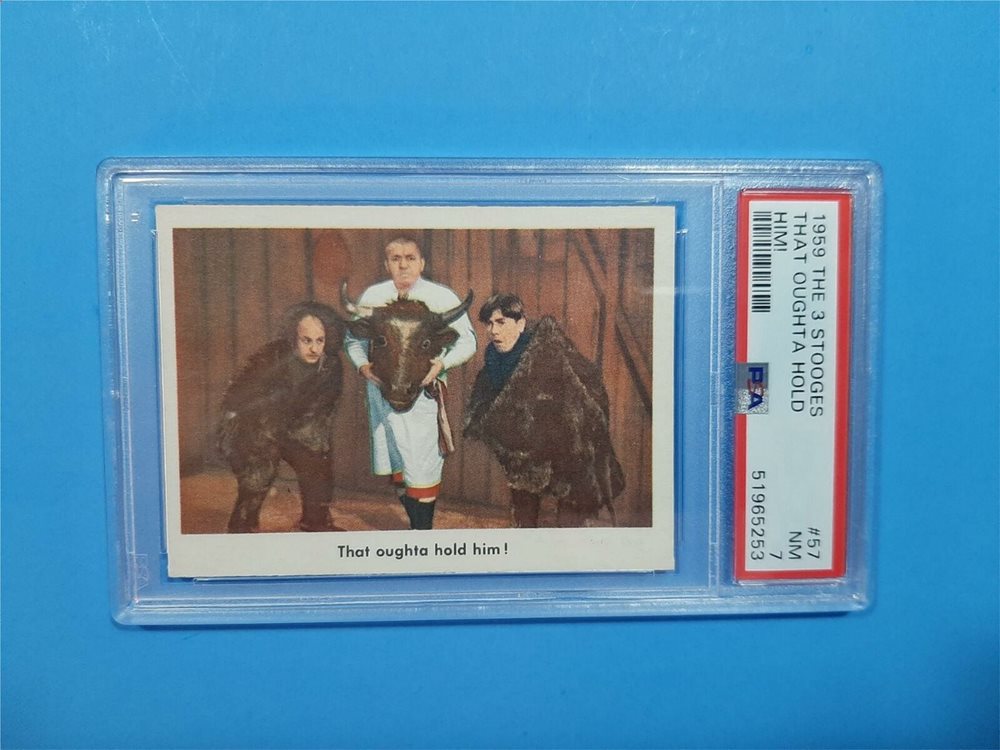 That oughta hold him!
1959 THE 3 STOOGES
THAT OUGHTA HOLD
HIM!
PSA
#57
NM 7
51965253